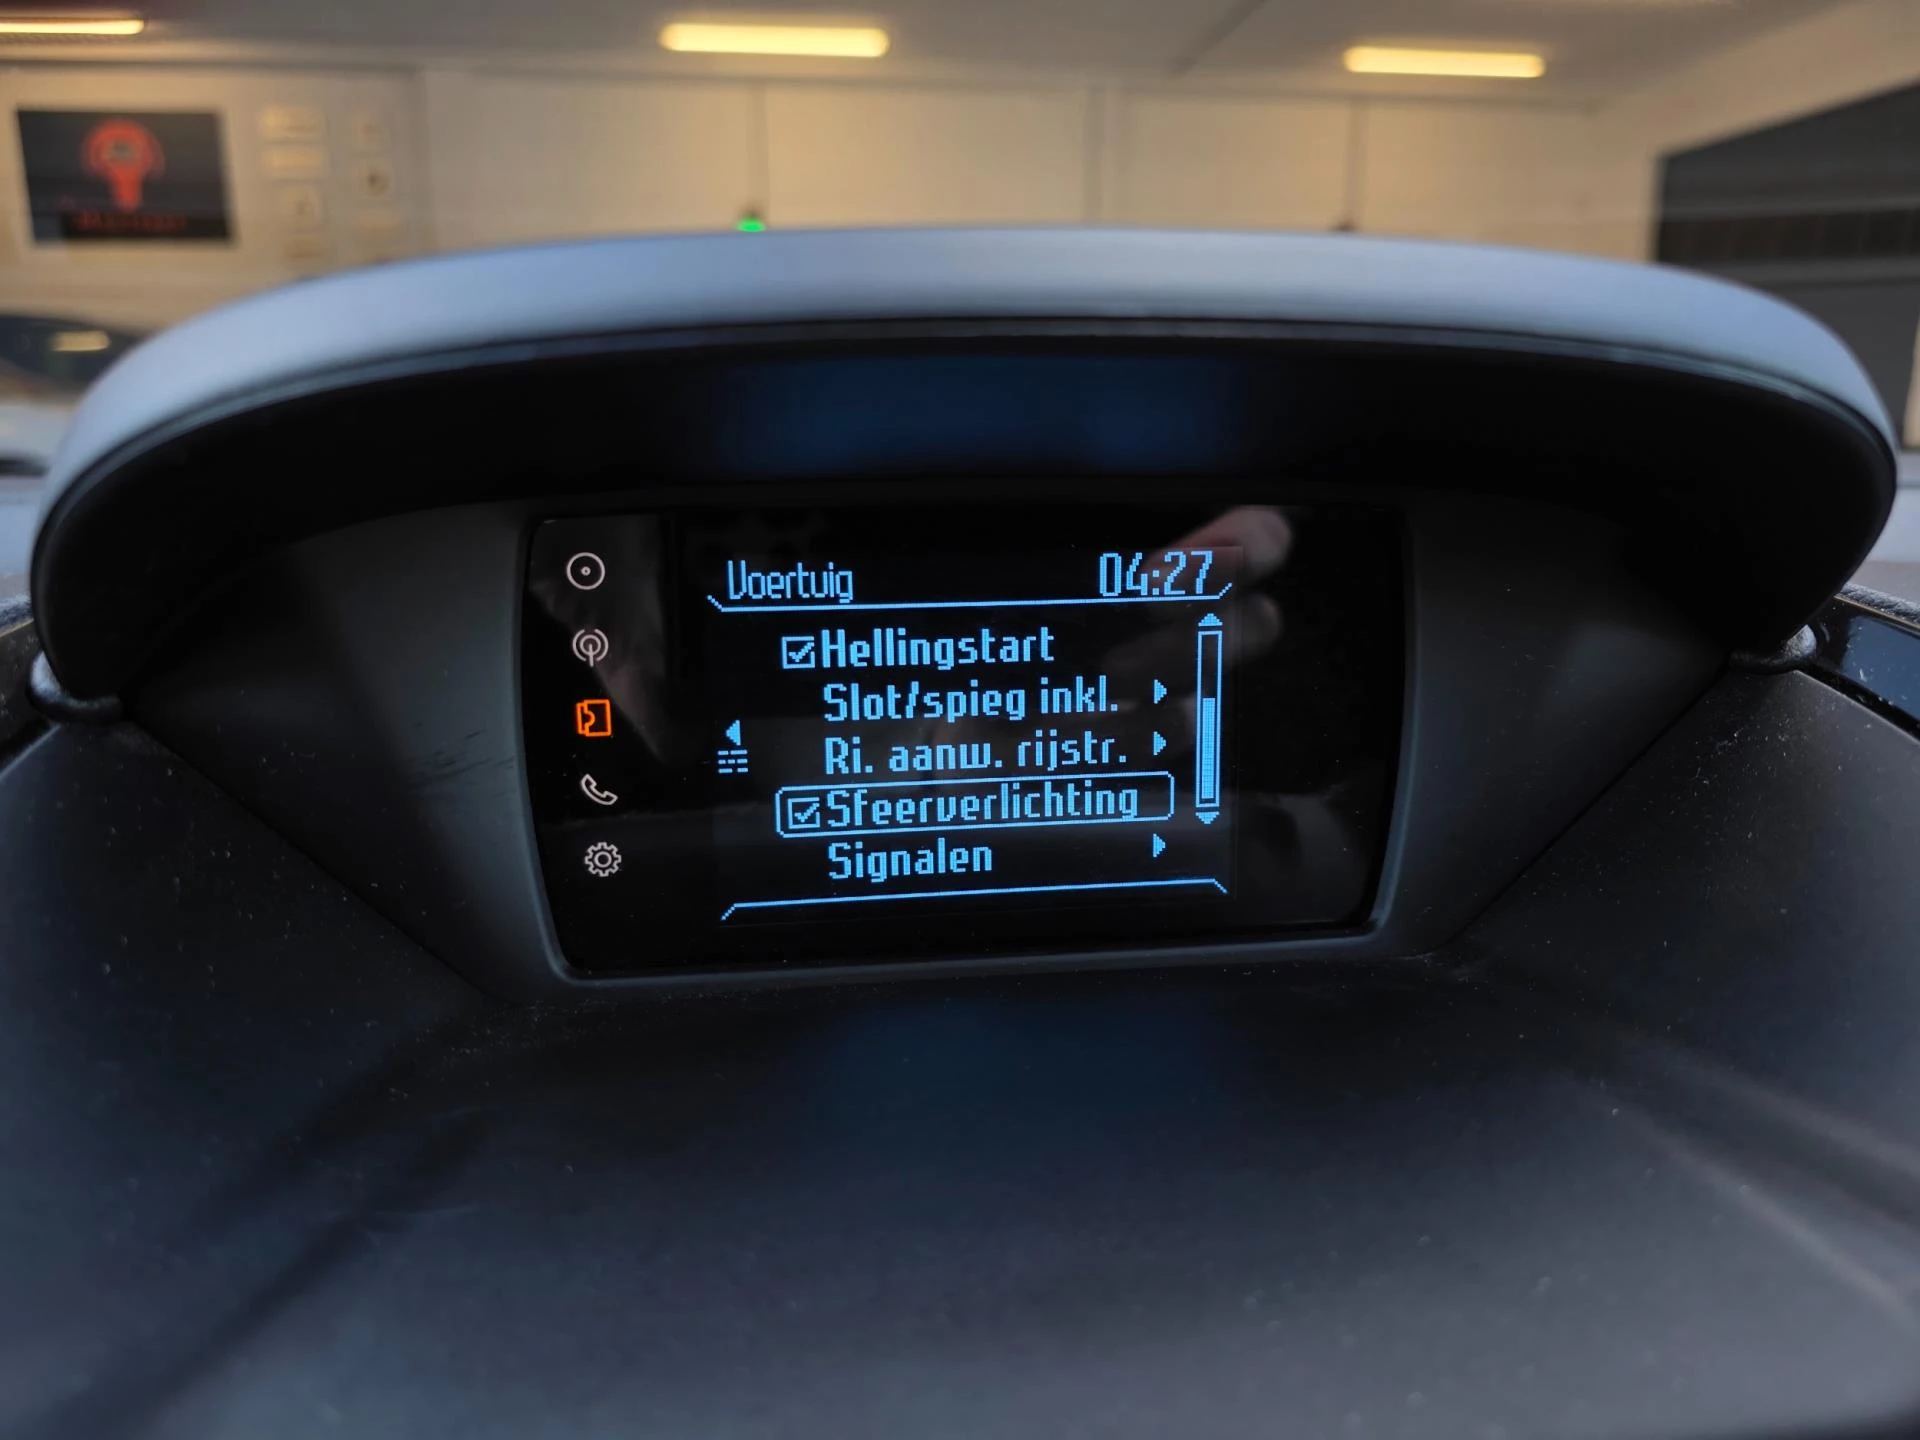 Voertuig 04:27
Hellingstart
Slot/spieg inkl.
Ri. aanw. rijstr.
Sfeerverlichting
Signalen